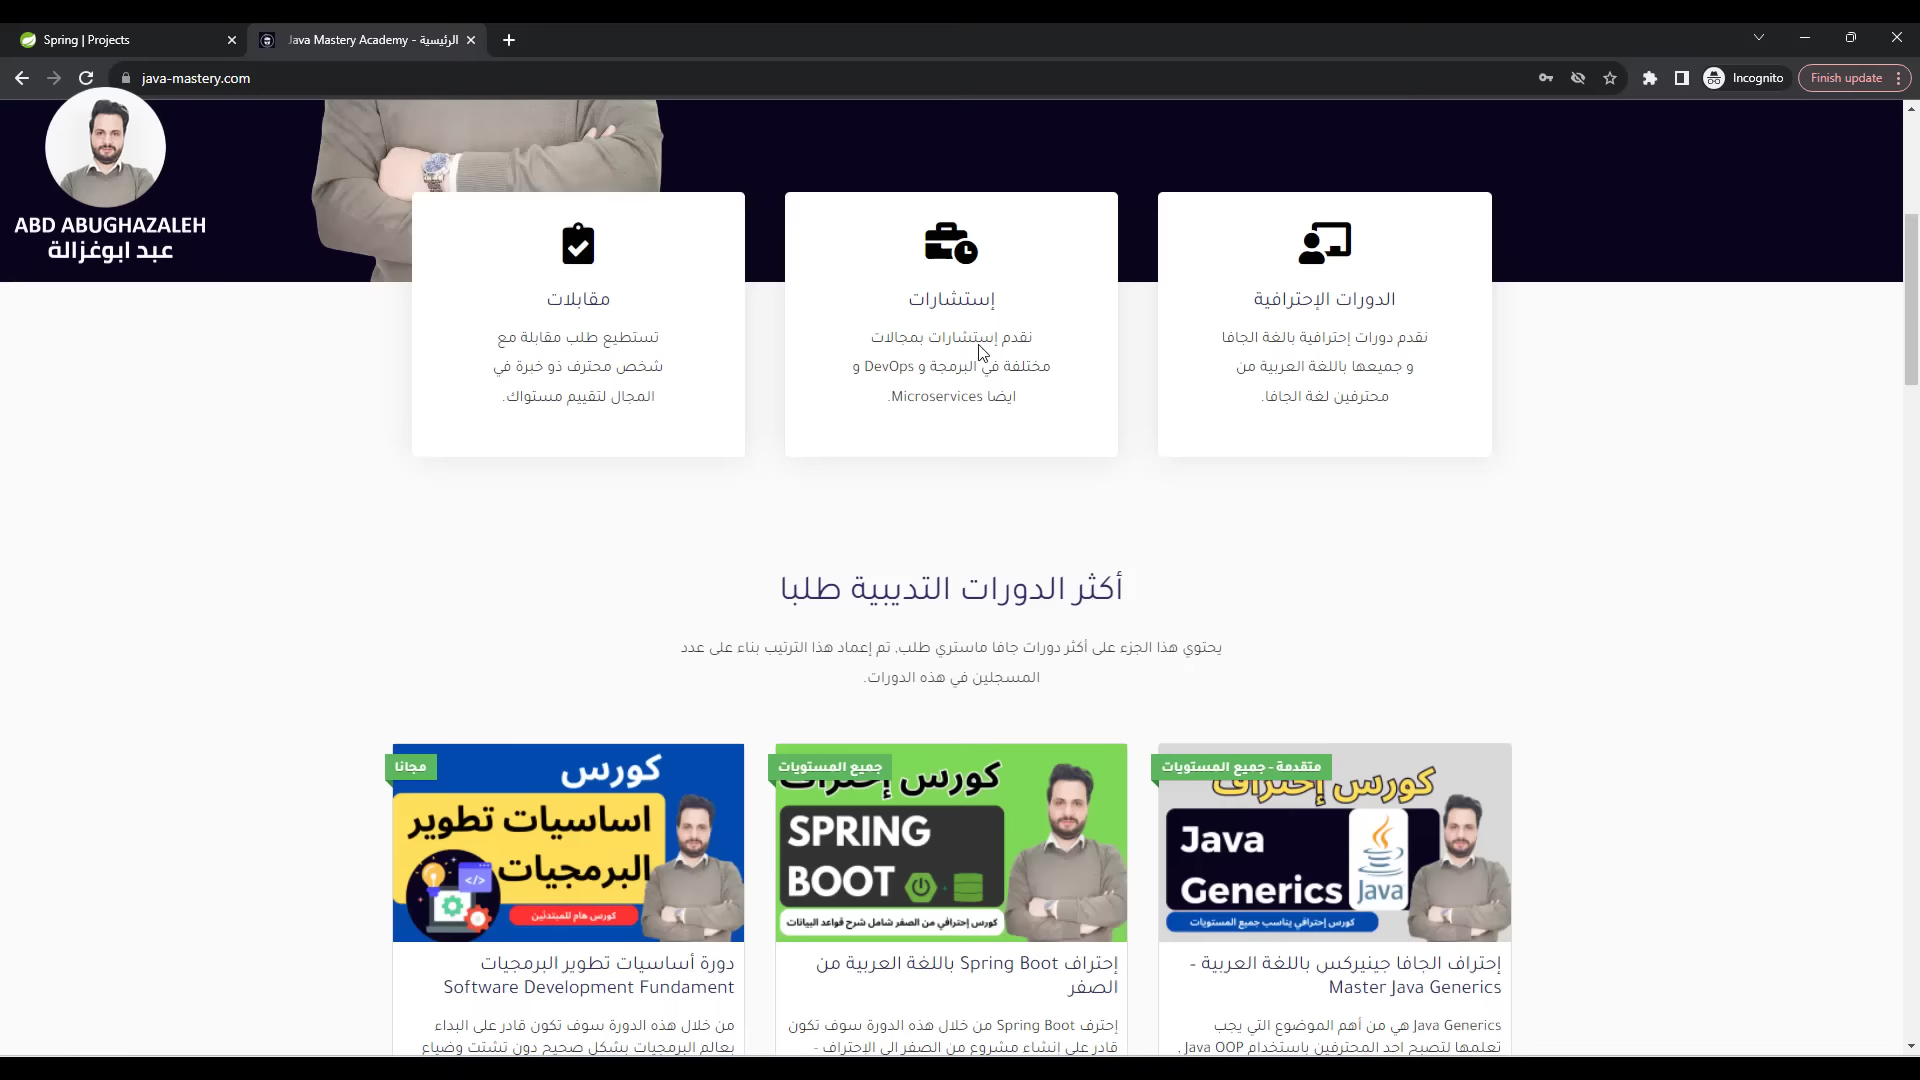 Spring | Projects
Java Mastery Academy - الرئيسية
java-mastery.com
Incognito
Finish update
ABD ABUGHAZALEH
عبد ابوغزالة
الدورات الإحترافية
نقدم دورات إحترافية بالغة الجافا
و جميعها باللغة العربية من
محترفين لغة الجافا.
إستشارات
نقدم إستشارات بمجالات
مختلفة في البرمجة و DevOps و
ايضا Microservices.
مقابلات
تستطيع طلب مقابلة مع
شخص محترف ذو خبرة في
المجال لتقييم مستواك.
أكثر الدورات التديبية طلبا
يحتوي هذا الجزء على أكثر دورات جافا ماستري طلب, تم إعماد هذا الترتيب بناء على عدد
المسجلين في هذه الدورات.
متقدمة - جميع المستويات
كورس إحتراف
Java
Generics
Java
كورس إحترافي يناسب جميع المستويات
إحتراف الجافا جينيركس باللغة العربية -
Master Java Generics
Java Generics هي من أهم الموضوع التي يجب
تعلمها لتصبح احد المحترفين باستخدام Java OOP ,
جميع المستويات
كورس إحتراف
SPRING
BOOT
كورس إحترافي من الصفر شامل شرح قواعد البيانات
إحتراف Spring Boot باللغة العربية من
الصفر
إحترف Spring Boot من خلال هذه الدورة سوف تكون
قادر على إنشاء مشروع من الصفر الى الإحتراف -
مجانا
كورس
اساسيات تطوير
البرمجيات
كورس هام للمبتدئين
دورة أساسيات تطوير البرمجيات
Software Development Fundament
من خلال هذه الدورة سوف تكون قادر على البداء
بعالم البرمجيات بشكل صحيح دون تشتت وضياع